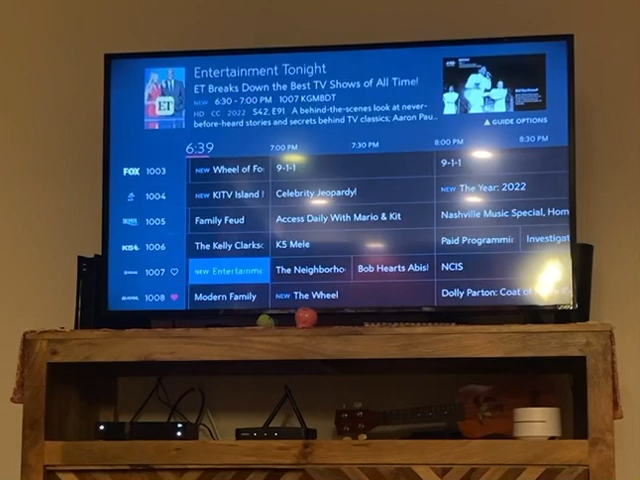 Entertainment Tonight
ET Breaks Down the Best TV Shows of All Time!
NEW 6:30 - 7:00 PM 1007 KGMBDT
HD CC 2022 S42, E91 A behind-the-scenes look at never-
before-heard stories and secrets behind TV classics; Aaron Pau...
ET
▲ GUIDE OPTIONS
6:39 7:00 PM 7:30 PM 8:00 PM 8:30 PM
FOX 1003 NEW Wheel of Fo 9-1-1 9-1-1
1004 NEW KITV Island Celebrity Jeopardy! NEW The Year: 2022
1005 Family Feud Access Daily With Mario & Kit Nashville Music Special, Hom
K5 1006 The Kelly Clarkso K5 Mele Paid Programmi Investigat
1007 NEW Entertainme The Neighborho Bob Hearts Abis NCIS
1008 Modern Family NEW The Wheel Dolly Parton: Coat of